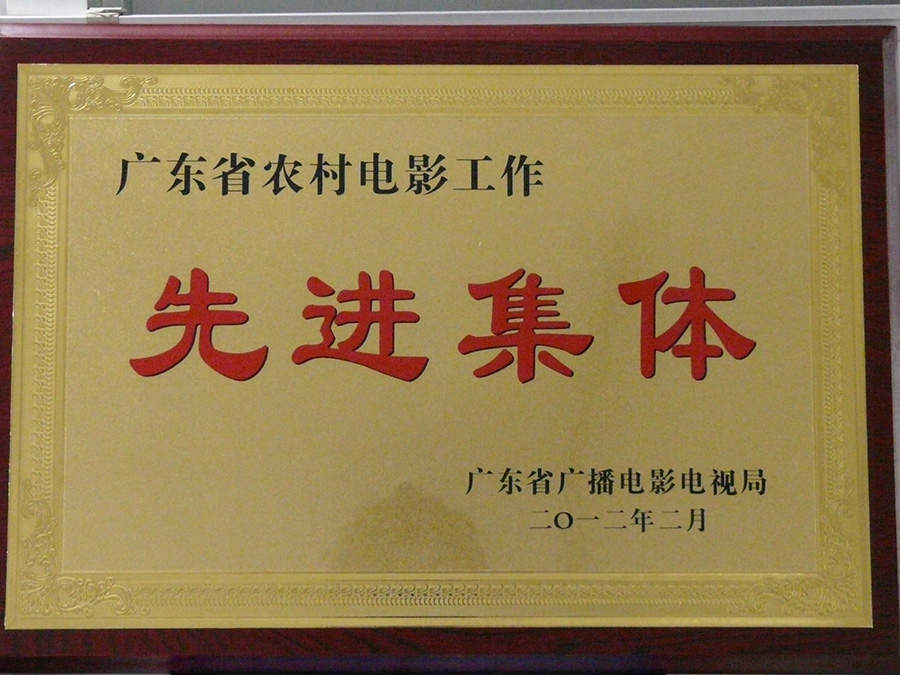 广东省农村电影工作
先进集体
广东省广播电影电视局
二〇一二年二月